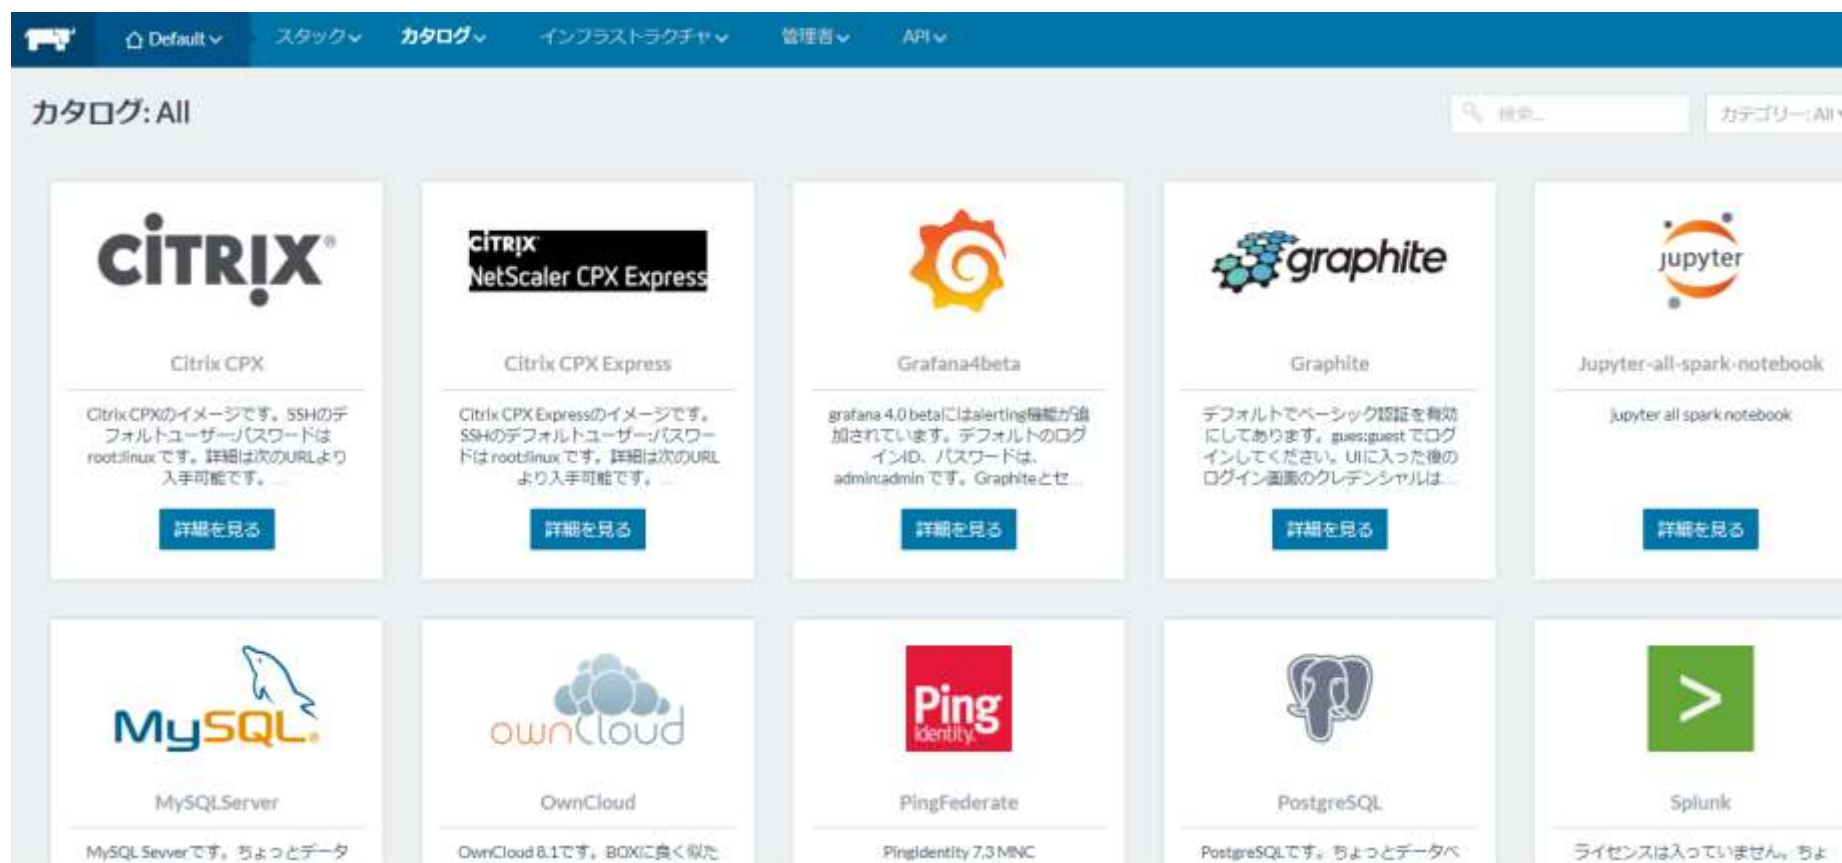 Default
スタック
カタログ
インフラストラクチャ
管理者
API
カタログ: All
検索...
カテゴリー: All
CITRIX®
CITRIX
NetScaler CPX Express
graphite
jupyter
Citrix CPX
Citrix CPX Express
Grafana4beta
Graphite
Jupyter-all-spark-notebook
Citrix CPXのイメージです。SSHのデ
フォルトユーザー:パスワードは
root:linux です。詳細は次のURLより
入手可能です。 ...
Citrix CPX Expressのイメージです。
SSHのデフォルトユーザー:パスワー
ドは root:linux です。詳細は次のURL
より入手可能です。 ...
grafana 4.0 betaにはalerting機能が追
加されています。デフォルトのログ
インID、パスワードは、
admin:admin です。Graphiteとセ...
デフォルトでベーシック認証を有効
にしてあります。gues:guest でログ
インしてください。UIに入った後の
ログイン画面のクレデンシャルは...
jupyter all spark notebook
詳細を見る
詳細を見る
詳細を見る
詳細を見る
詳細を見る
MySQL®
ownCloud
Ping
Identity
>
MySQLServer
OwnCloud
PingFederate
PostgreSQL
Splunk
MySQL Sevverです。ちょっとデータ
OwnCloud 8.1です。BOXに良く似た
PingIdentity 7.3 MNC
PostgreSQLです。ちょっとデータベ
ライセンスは入っていません。ちょ